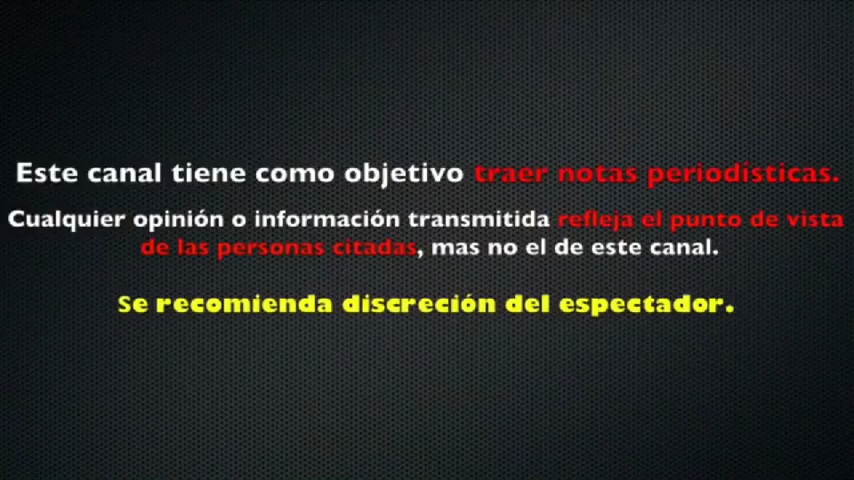 Este canal tiene como objetivo traer notas periodísticas.
Cualquier opinión o información transmitida refleja el punto de vista
de las personas citadas, mas no el de este canal.
Se recomienda discreción del espectador.